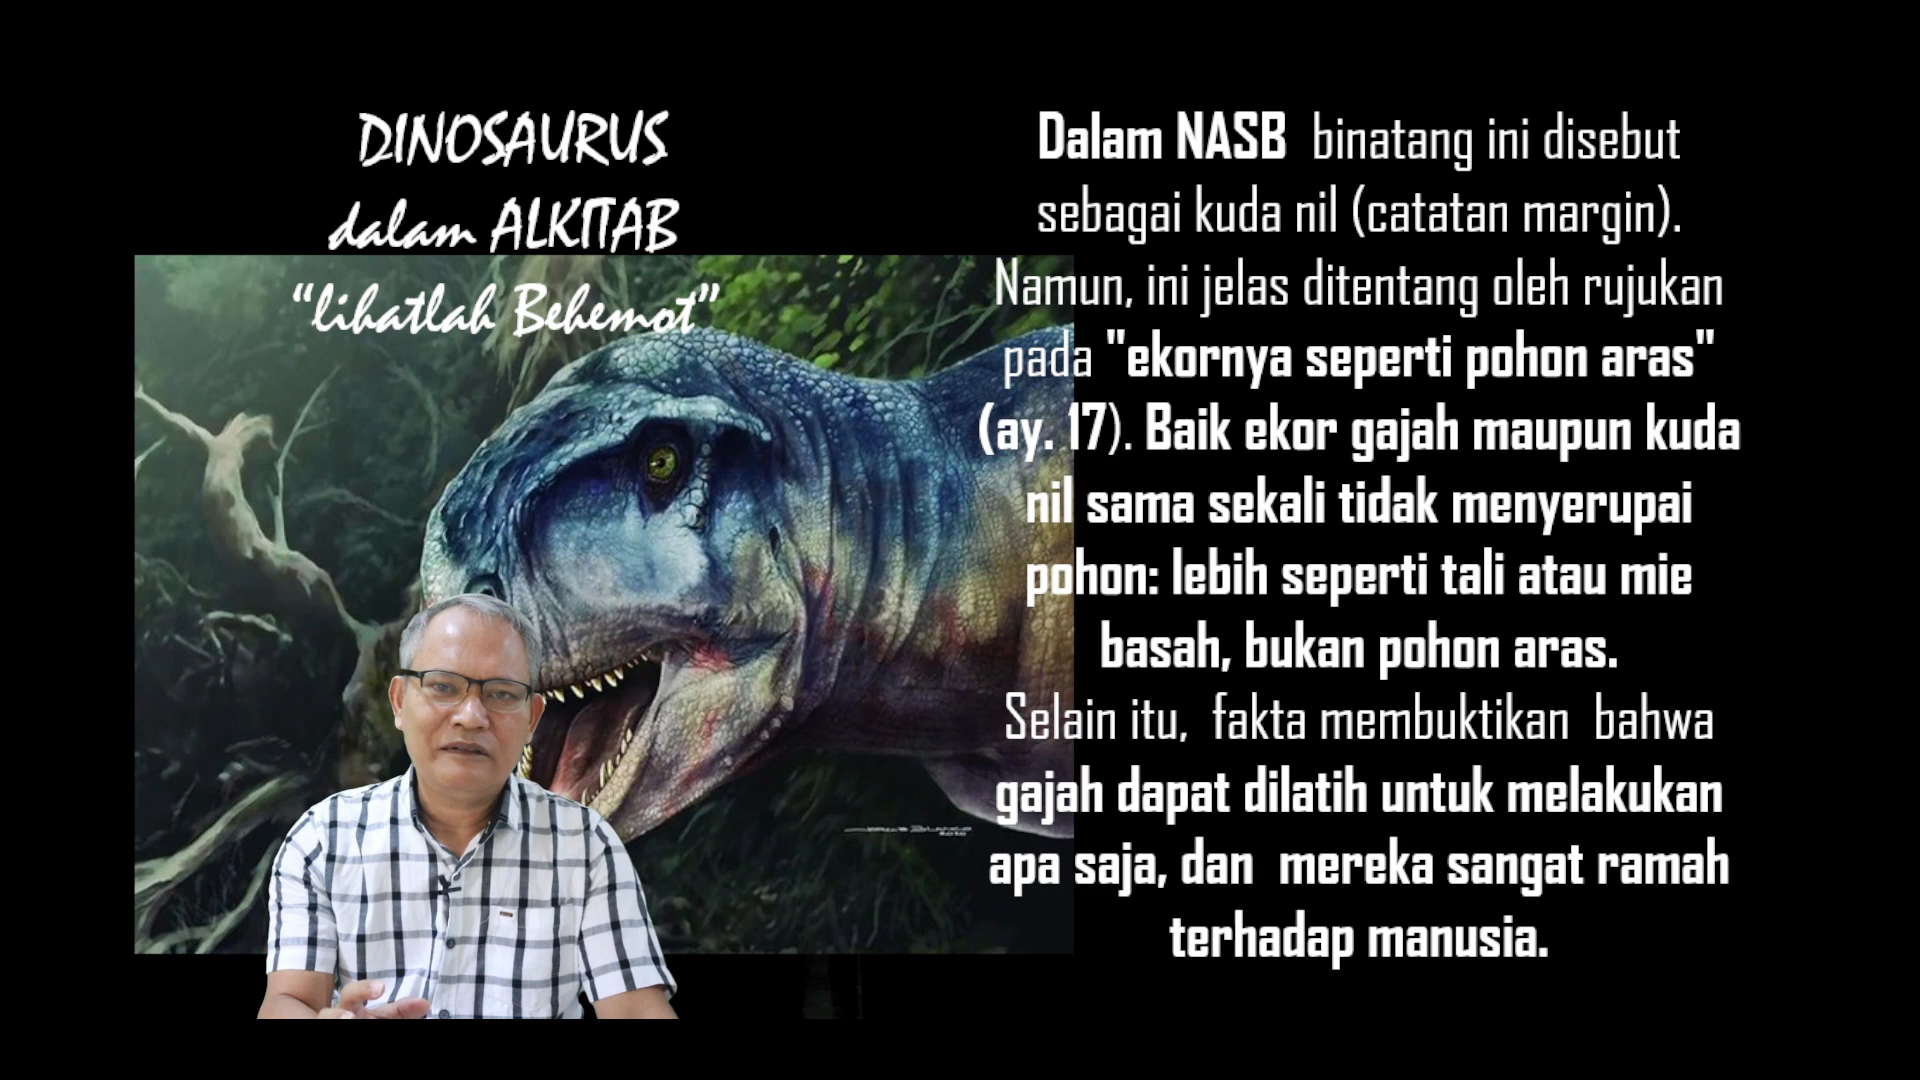 DINOSAURUS
dalam ALKITAB
“lihatlah Behemot”
Dalam NASB binatang ini disebut
sebagai kuda nil (catatan margin).
Namun, ini jelas ditentang oleh rujukan
pada "ekornya seperti pohon aras"
(ay. 17). Baik ekor gajah maupun kuda
nil sama sekali tidak menyerupai
pohon: lebih seperti tali atau mie
basah, bukan pohon aras.
Selain itu, fakta membuktikan bahwa
gajah dapat dilatih untuk melakukan
apa saja, dan mereka sangat ramah
terhadap manusia.